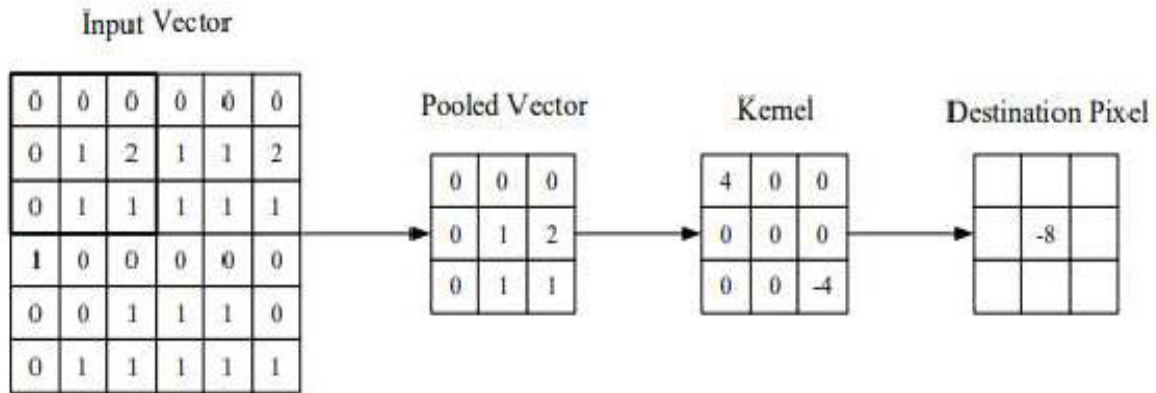 Input Vector
0 0 0 0 0 0
0 1 2 1 1 2
0 1 1 1 1 1
1 0 0 0 0 0
0 0 1 1 1 0
0 1 1 1 1 1
Pooled Vector
0 0 0
0 1 2
0 1 1
Kernel
4 0 0
0 0 0
0 0 -4
Destination Pixel
-8